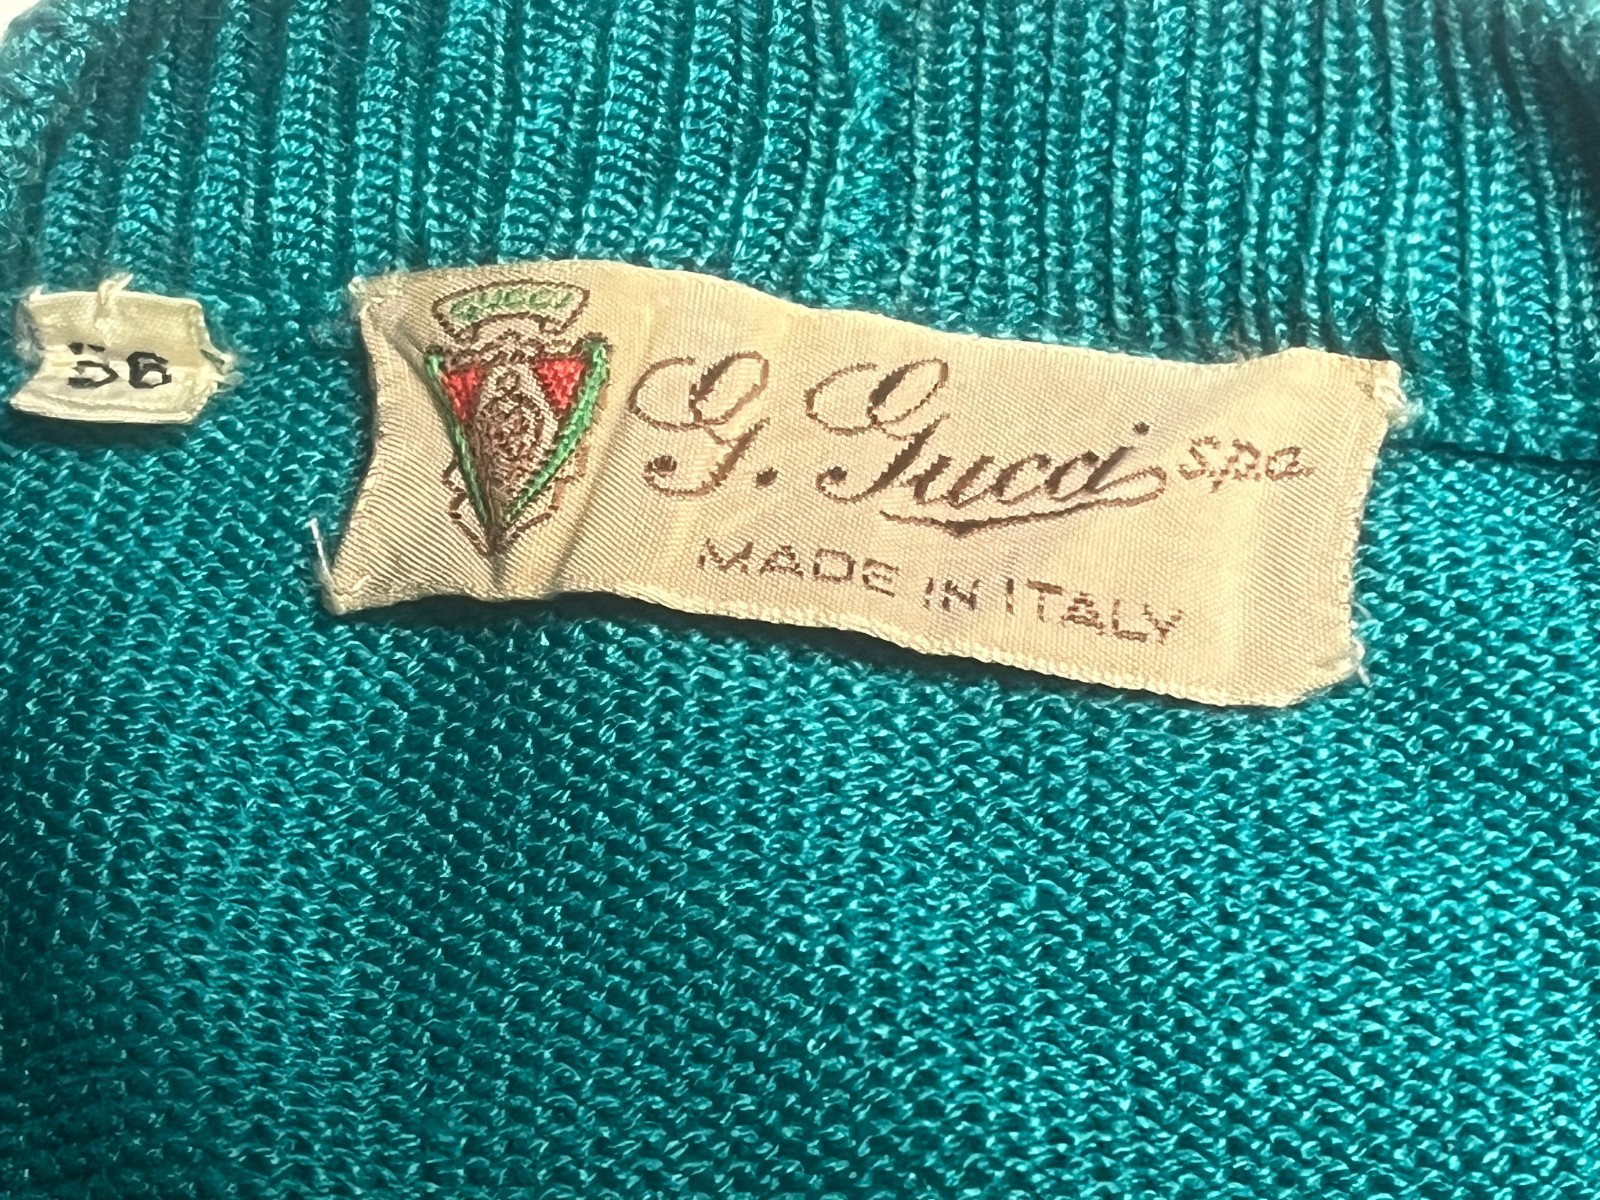 56
GUCCI
G. Gucci S.p.a.
MADE IN ITALY